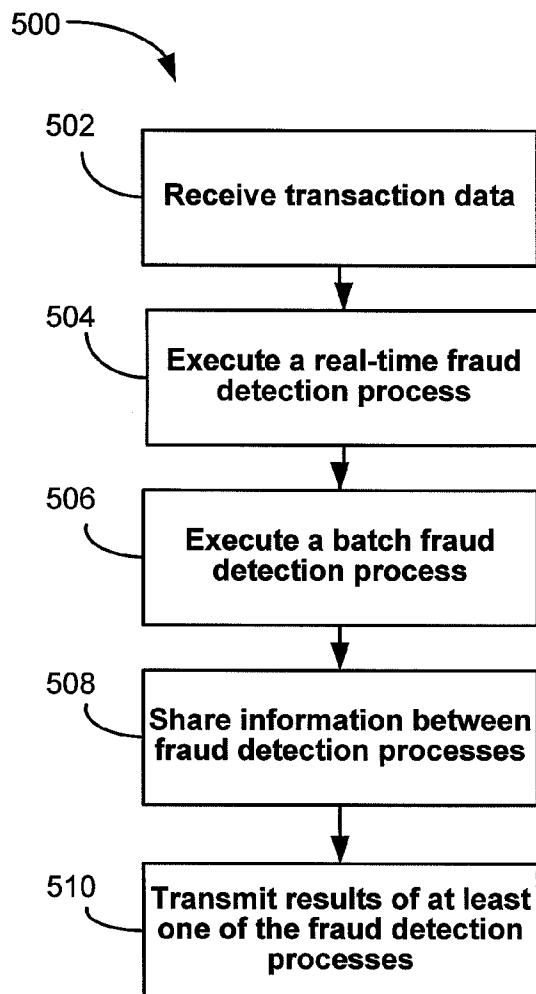 500
502
Receive transaction data
504
Execute a real-time fraud
detection process
506
Execute a batch fraud
detection process
508
Share information between
fraud detection processes
510
Transmit results of at least
one of the fraud detection
processes